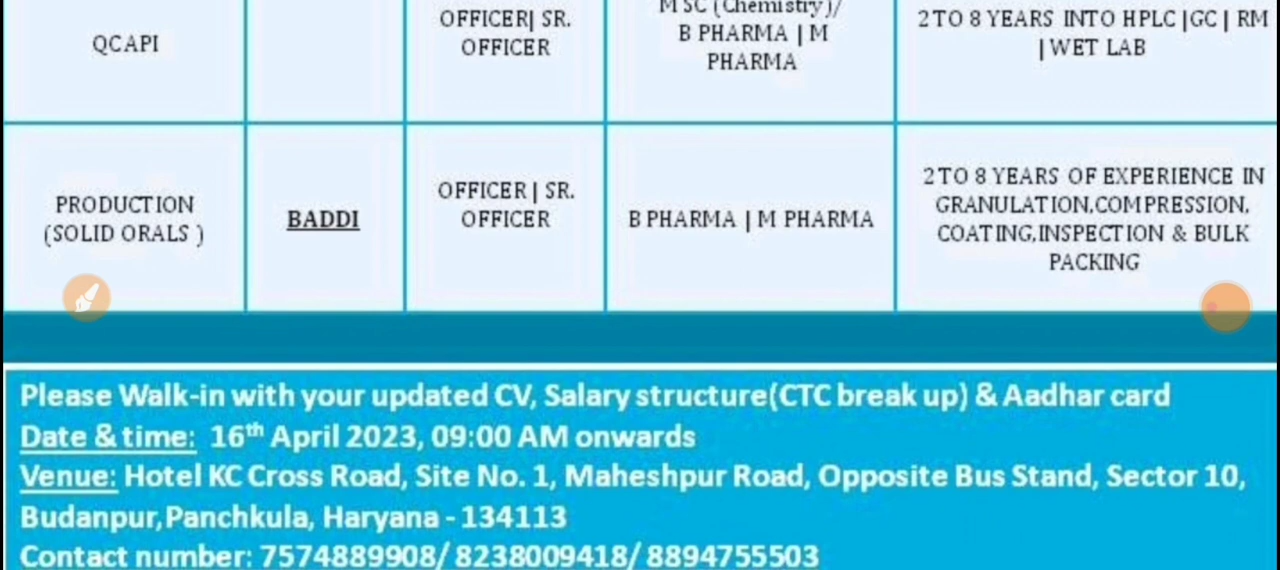 QCAPI
OFFICER| SR.
OFFICER
M SC (Chemistry)/
B PHARMA | M
PHARMA
2 TO 8 YEARS INTO HPLC |GC | RM
| WET LAB
PRODUCTION
(SOLID ORALS )
BADDI
OFFICER | SR.
OFFICER
B PHARMA | M PHARMA
2 TO 8 YEARS OF EXPERIENCE IN
GRANULATION,COMPRESSION,
COATING,INSPECTION & BULK
PACKING
Please Walk-in with your updated CV, Salary structure(CTC break up) & Aadhar card
Date & time: 16th April 2023, 09:00 AM onwards
Venue: Hotel KC Cross Road, Site No. 1, Maheshpur Road, Opposite Bus Stand, Sector 10,
Budanpur,Panchkula, Haryana - 134113
Contact number: 7574889908/ 8238009418/ 8894755503